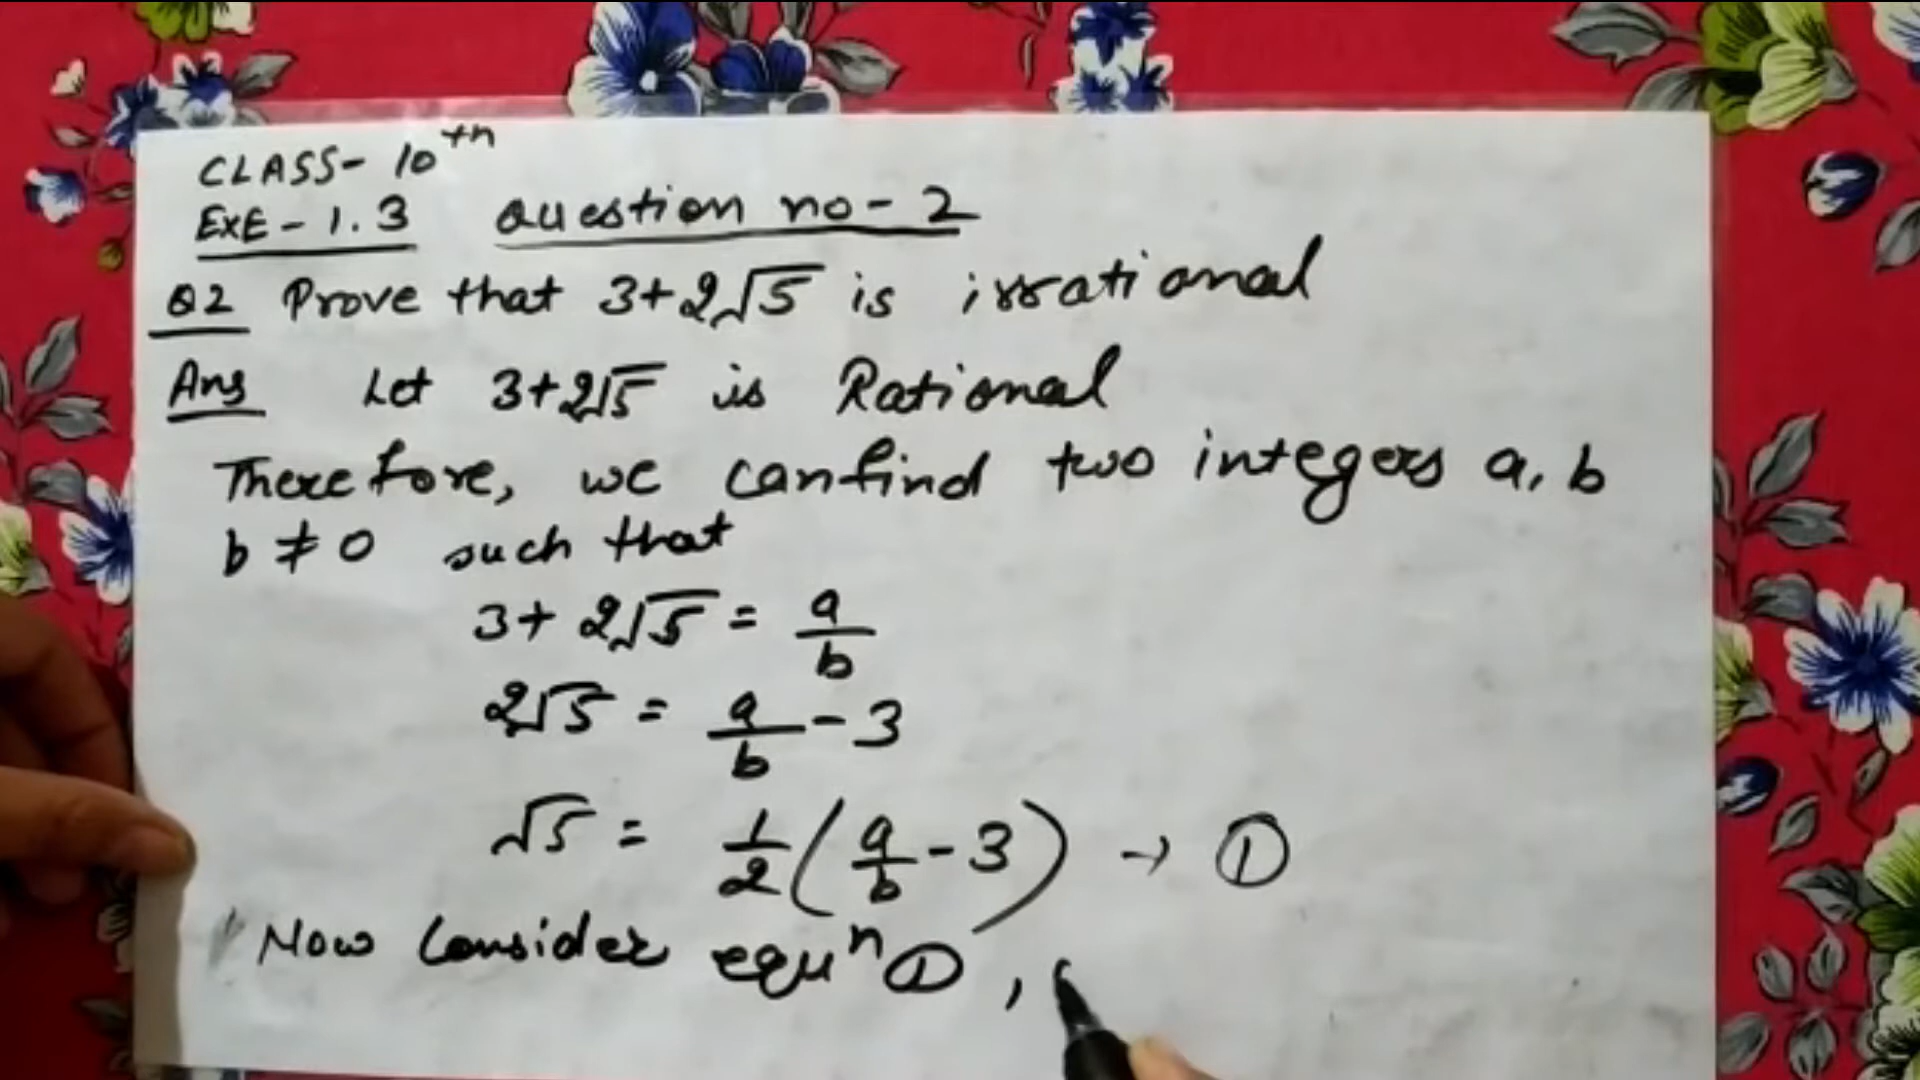 CLASS- 10th
EXE - 1.3 Question no - 2
Q2 Prove that 3+2√5 is irrational
Ans Let 3+2√5 is Rational
Therefore, we can find two integers a, b
b ≠ 0 such that
3+ 2√5 = a/b
2√5 = a/b - 3
√5 = 1/2 (a/b - 3) → ①
Now Consider equⁿ ①,